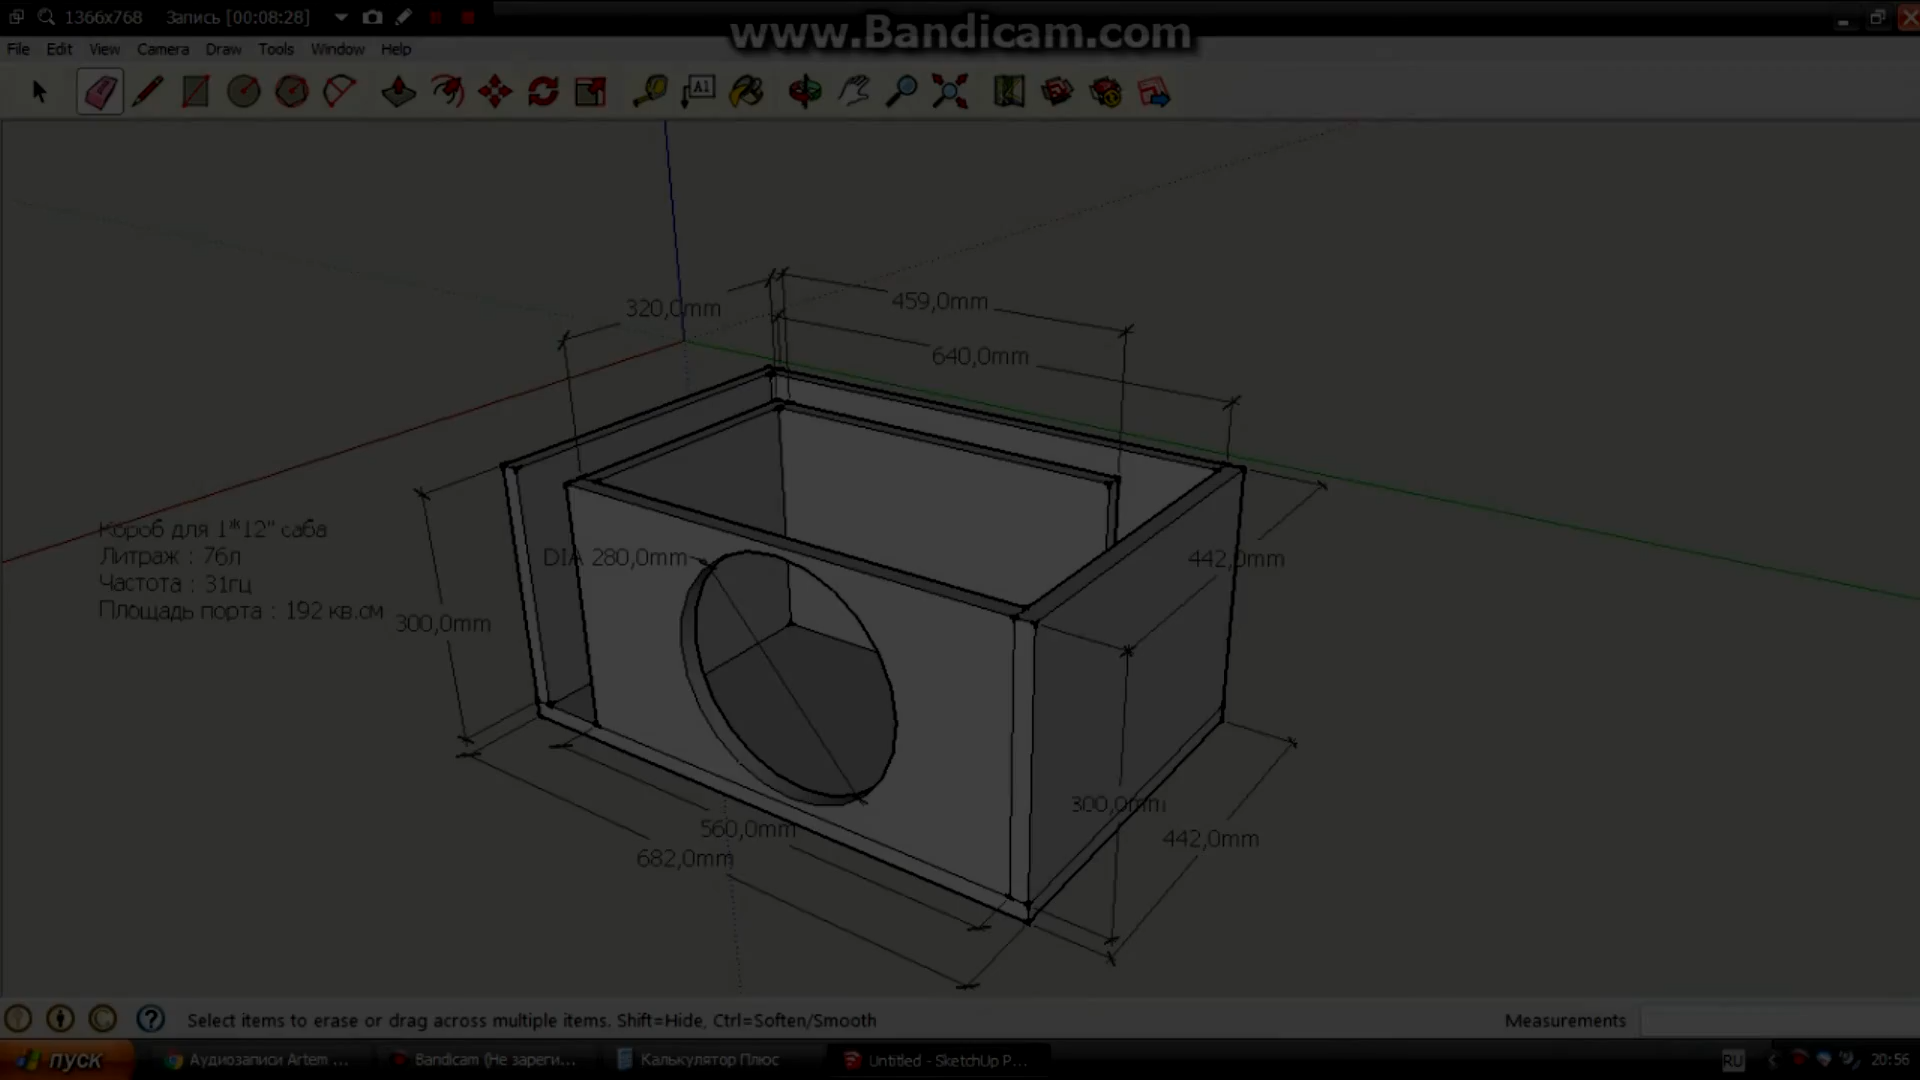 1366x768 Запись [00:08:28]
www.Bandicam.com
File Edit View Camera Draw Tools Window Help
A1
320,0mm
459,0mm
640,0mm
Короб для 1*12" саба
Литраж : 76л
Частота : 31гц
Площадь порта : 192 кв.см
DIA 280,0mm
442,0mm
300,0mm
300,0mm
560,0mm
442,0mm
682,0mm
Select items to erase or drag across multiple items. Shift=Hide, Ctrl=Soften/Smooth
Measurements
пуск
Аудиозаписи Artem ...
Bandicam (Не зареги...
Калькулятор Плюс
Untitled - SketchUp P...
RU
20:56